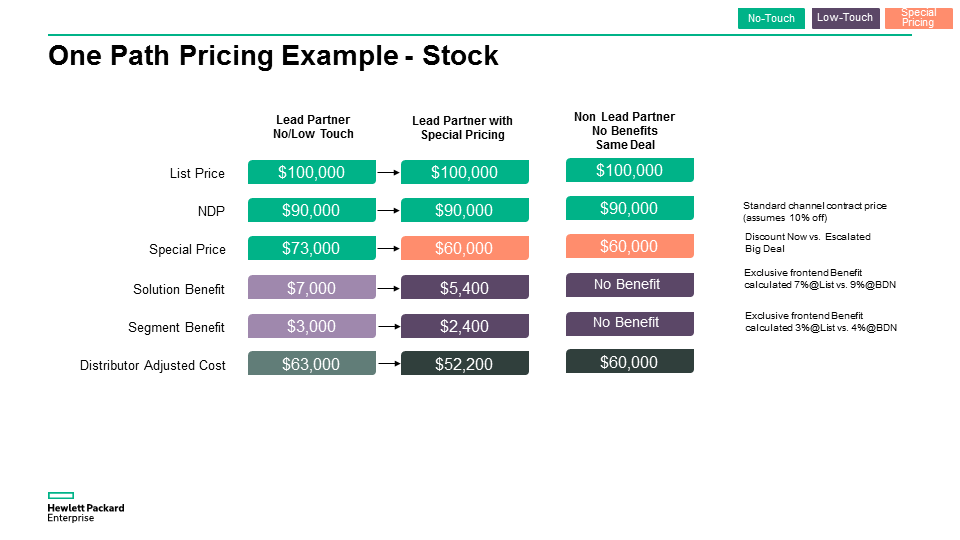 No-Touch
Low-Touch
Special
Pricing
One Path Pricing Example - Stock
Lead Partner
No/Low Touch
Lead Partner with
Special Pricing
Non Lead Partner
No Benefits
Same Deal
List Price
$100,000
$100,000
$100,000
NDP
$90,000
$90,000
$90,000
Standard channel contract price
(assumes 10% off)
Special Price
$73,000
$60,000
$60,000
Discount Now vs. Escalated
Big Deal
Solution Benefit
$7,000
$5,400
No Benefit
Exclusive frontend Benefit
calculated 7%@List vs. 9%@BDN
Segment Benefit
$3,000
$2,400
No Benefit
Exclusive frontend Benefit
calculated 3%@List vs. 4%@BDN
Distributor Adjusted Cost
$63,000
$52,200
$60,000
Hewlett Packard
Enterprise